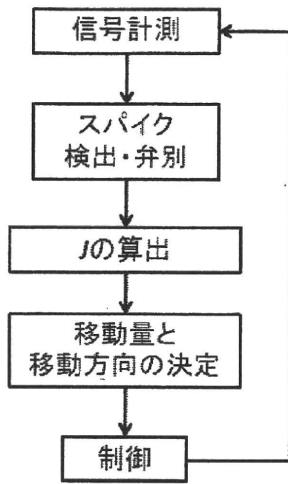 信号計測
スパイク
検出・弁別
Jの算出
移動量と
移動方向の決定
制御